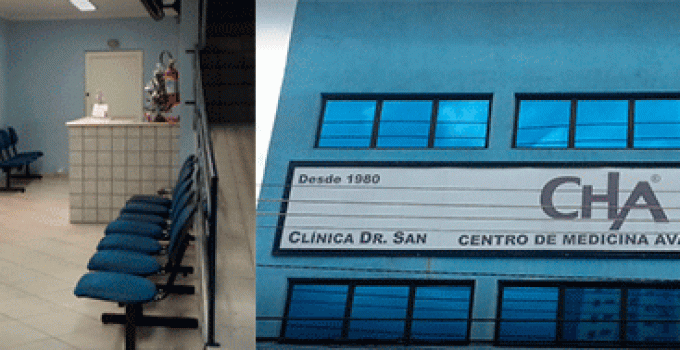 Desde 1980
CHA®
CLÍNICA DR. SAN
CENTRO DE MEDICINA AVA